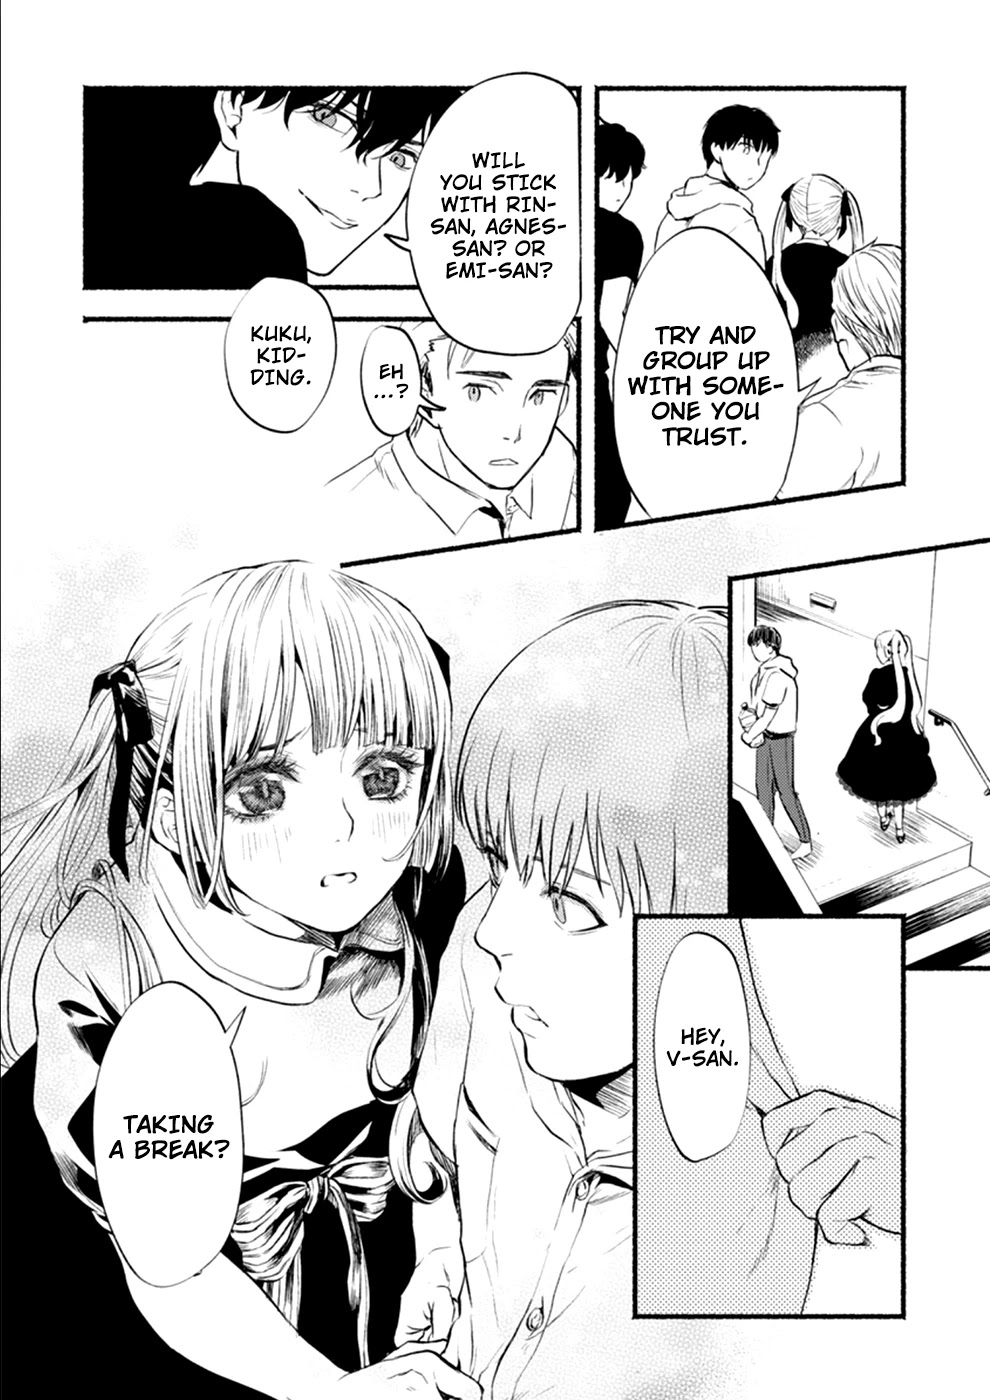 TRY AND
GROUP UP
WITH SOME-
ONE YOU
TRUST.
WILL
YOU STICK
WITH RIN-
SAN, AGNES-
SAN? OR
EMI-SAN?
EH
...?
KUKU,
KID-
DING.
HEY,
V-SAN.
TAKING
A BREAK?